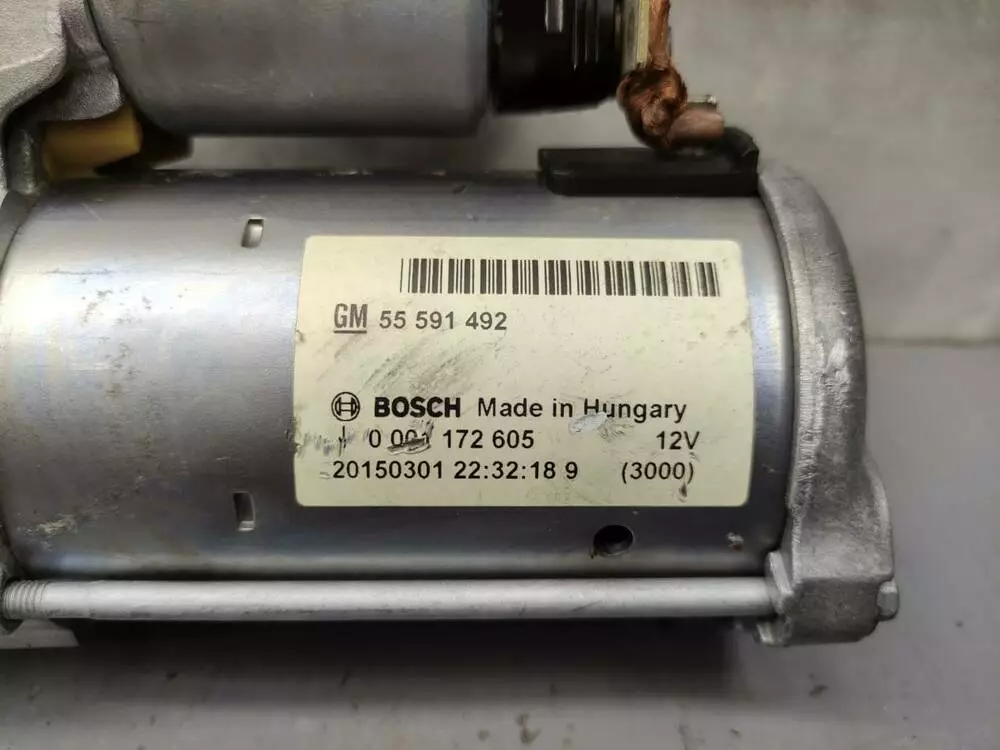 GM 55 591 492
BOSCH Made in Hungary
0 001 172 605 12V
20150301 22:32:18 9 (3000)